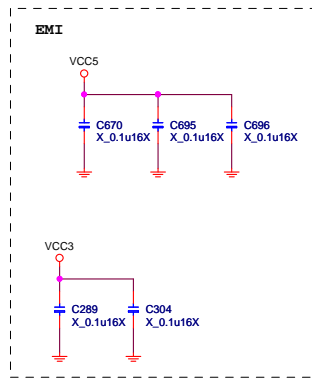 EMI
VCC5
C670 C695 C696
X_0.1u16X X_0.1u16X X_0.1u16X
VCC3
C289 C304
X_0.1u16X X_0.1u16X